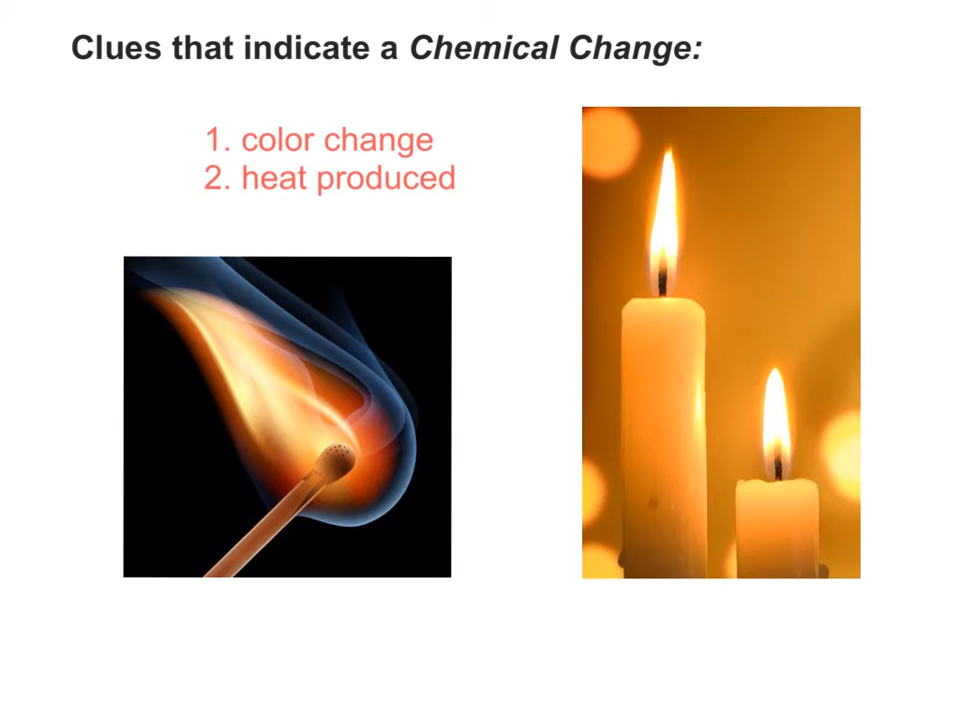 Clues that indicate a Chemical Change:
1. color change
2. heat produced